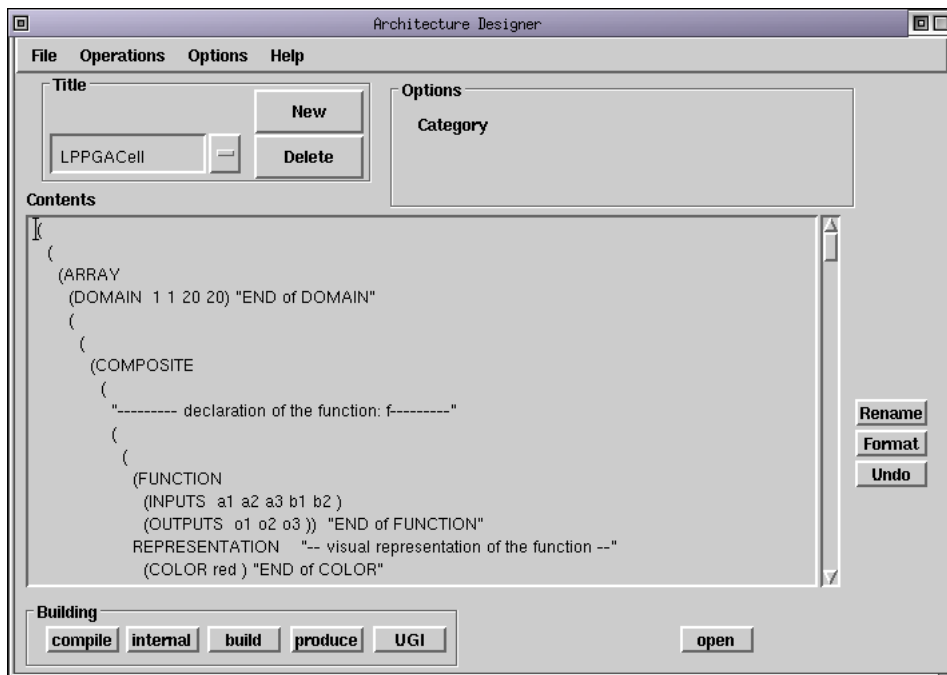 Architecture Designer
File Operations Options Help
Title
New
LPPGACell
Delete
Options
Category
Contents
(
(
(ARRAY
(DOMAIN 1 1 20 20) "END of DOMAIN"
(
(
(COMPOSITE
(
"--------- declaration of the function: f---------"
(
(
(FUNCTION
(INPUTS a1 a2 a3 b1 b2 )
(OUTPUTS o1 o2 o3 )) "END of FUNCTION"
REPRESENTATION "-- visual representation of the function --"
(COLOR red ) "END of COLOR"
Rename
Format
Undo
Building
compile internal build produce UGI
open